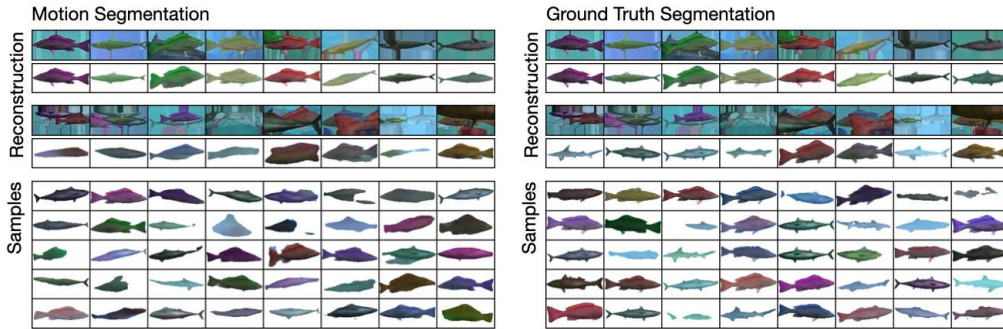 Motion Segmentation
Reconstruction
Reconstruction
Samples
Ground Truth Segmentation
Reconstruction
Reconstruction
Samples